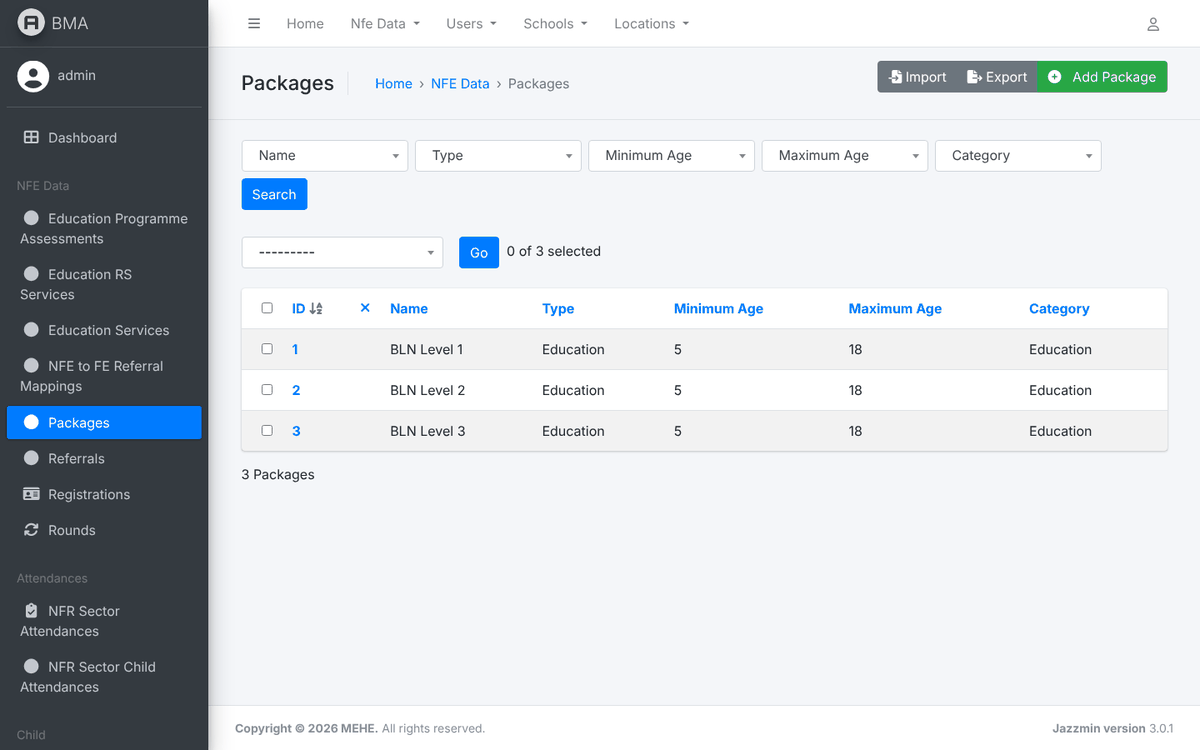 BMA
Home Nfe Data Users Schools Locations
admin
Packages Home › NFE Data › Packages
Import Export Add Package
Dashboard
NFE Data
Education Programme
Assessments
Education RS
Services
Education Services
NFE to FE Referral
Mappings
Packages
Referrals
Registrations
Rounds
Attendances
NFR Sector
Attendances
NFR Sector Child
Attendances
Child
Name Type Minimum Age Maximum Age Category
Search
--------- Go 0 of 3 selected
ID Name Type Minimum Age Maximum Age Category
1 BLN Level 1 Education 5 18 Education
2 BLN Level 2 Education 5 18 Education
3 BLN Level 3 Education 5 18 Education
3 Packages
Copyright © 2026 MEHE. All rights reserved. Jazzmin version 3.0.1